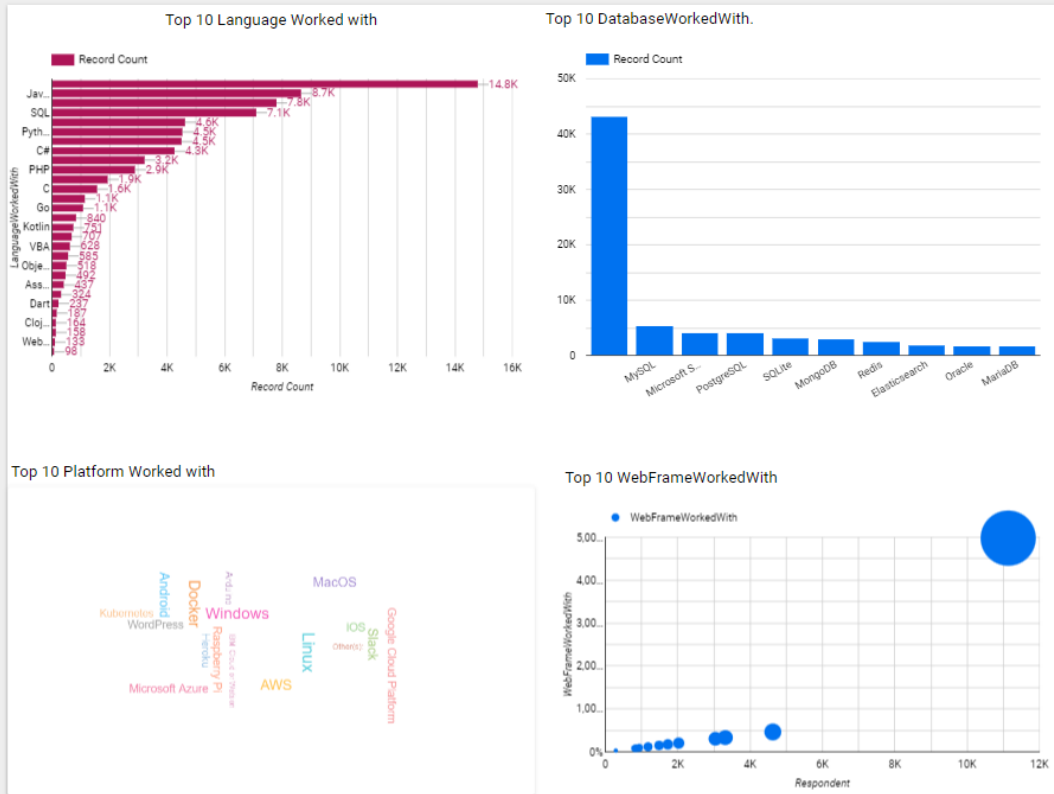 Top 10 Language Worked with
Record Count
LanguageWorkedWith
14.8K
Jav... 8.7K
7.8K
SQL 7.1K
4.6K
Pyth... 4.5K
4.5K
C# 4.3K
3.2K
PHP 2.9K
1.9K
C 1.6K
1.1K
Go 1.1K
840
Kotlin 751
707
VBA 628
585
Obje... 518
492
Ass... 437
324
Dart 237
187
Cloj... 164
158
Web... 133
98
0 2K 4K 6K 8K 10K 12K 14K 16K
Record Count
Top 10 DatabaseWorkedWith.
Record Count
50K
40K
30K
20K
10K
0
MySQL Microsoft S... PostgreSQL SQLite MongoDB Redis Elasticsearch Oracle MariaDB
Top 10 Platform Worked with
Android
Docker
Arduino
MacOS
Kubernetes
WordPress
Windows
Heroku
Raspberry Pi
Linux
IOS
Other(s):
Slack
Google Cloud Platform
Microsoft Azure
AWS
Top 10 WebFrameWorkedWith
WebFrameWorkedWith
WebFrameWorkedWith
5,00...
4,00...
3,00...
2,00...
1,00...
0%
0 2K 4K 6K 8K 10K 12K
Respondent